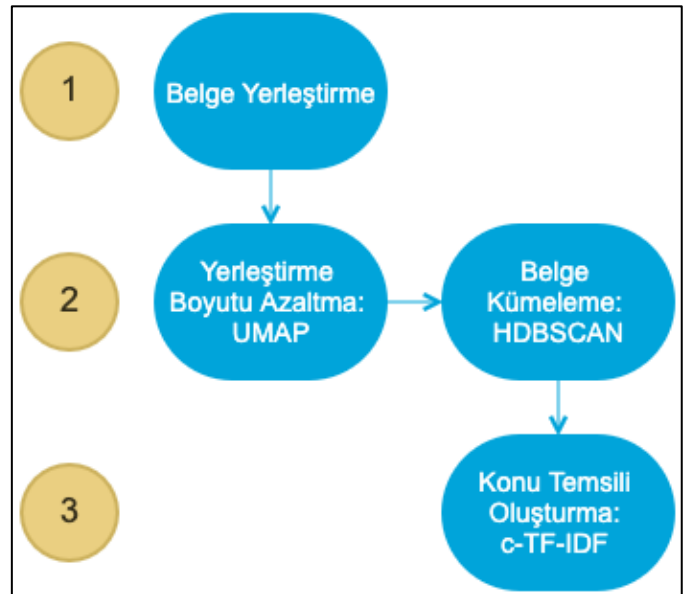 1
Belge Yerleştirme
2
Yerleştirme
Boyutu Azaltma:
UMAP
Belge
Kümeleme:
HDBSCAN
3
Konu Temsili
Oluşturma:
c-TF-IDF